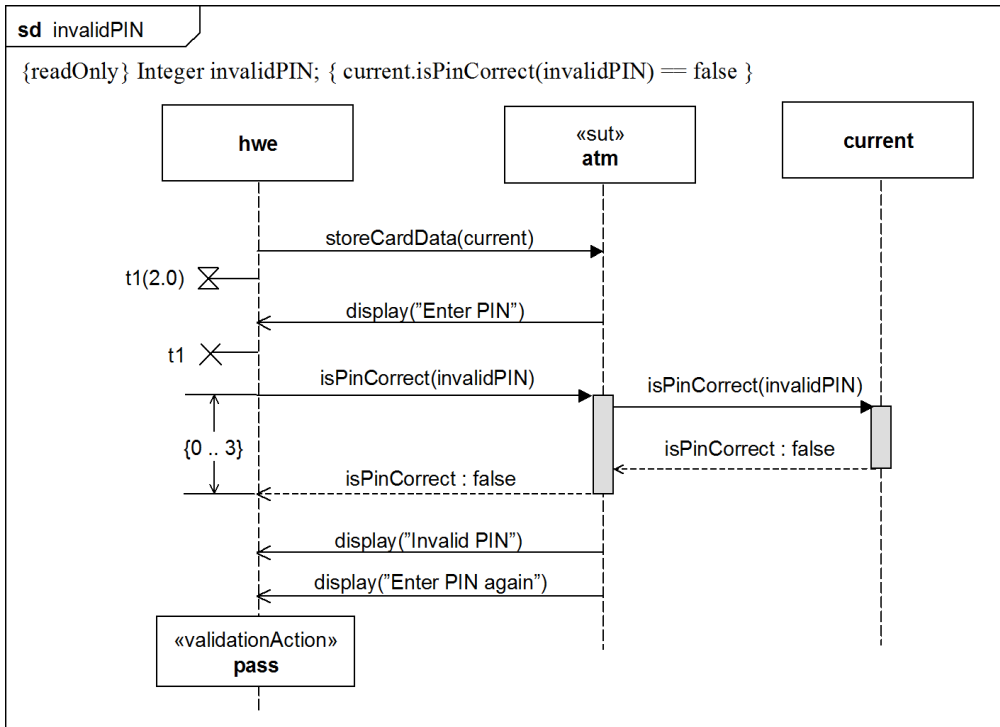 sd invalidPIN
{readOnly} Integer invalidPIN; { current.isPinCorrect(invalidPIN) == false }
hwe
«sut»
atm
current
storeCardData(current)
t1(2.0)
display(”Enter PIN”)
t1
isPinCorrect(invalidPIN)
isPinCorrect(invalidPIN)
{0 .. 3}
isPinCorrect : false
isPinCorrect : false
display(”Invalid PIN”)
display(”Enter PIN again”)
«validationAction»
pass